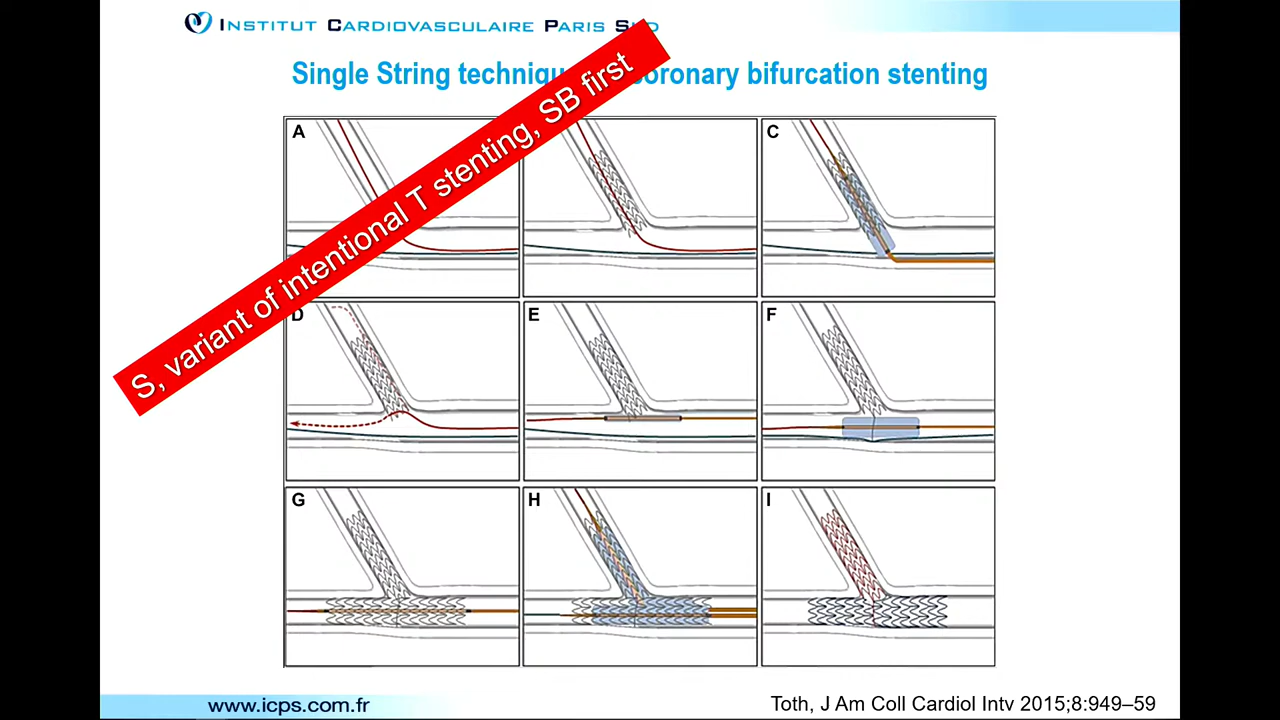 INSTITUT CARDIOVASCULAIRE PARIS SUD
Single String techniqu coronary bifurcation stenting
S, variant of intentional T stenting, SB first
A
C
D
E
F
G
H
I
www.icps.com.fr
Toth, J Am Coll Cardiol Intv 2015;8:949–59